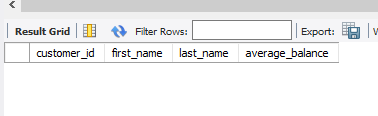 Result Grid Filter Rows: Export:
customer_id first_name last_name average_balance